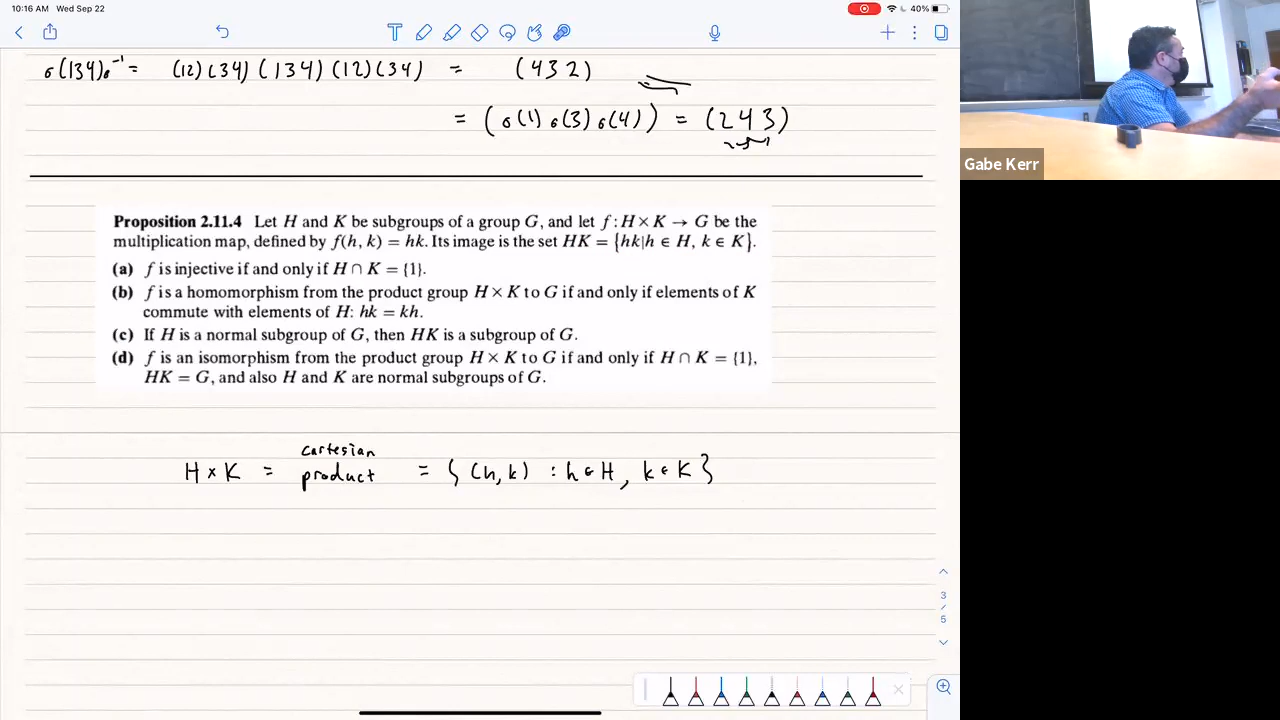 10:16 AM Wed Sep 22
40%
σ(134)σ⁻¹ = (12)(34)(134)(12)(34) = (432)
= (σ(1) σ(3) σ(4)) = (243)
Gabe Kerr
Proposition 2.11.4 Let H and K be subgroups of a group G, and let f : H × K → G be the
multiplication map, defined by f(h, k) = hk. Its image is the set HK = {hk|h ∈ H, k ∈ K}.
(a) f is injective if and only if H ∩ K = {1}.
(b) f is a homomorphism from the product group H × K to G if and only if elements of K
commute with elements of H: hk = kh.
(c) If H is a normal subgroup of G, then HK is a subgroup of G.
(d) f is an isomorphism from the product group H × K to G if and only if H ∩ K = {1},
HK = G, and also H and K are normal subgroups of G.
H × K = cartesian product = { (h, k) : h ∈ H, k ∈ K }
3
/
5